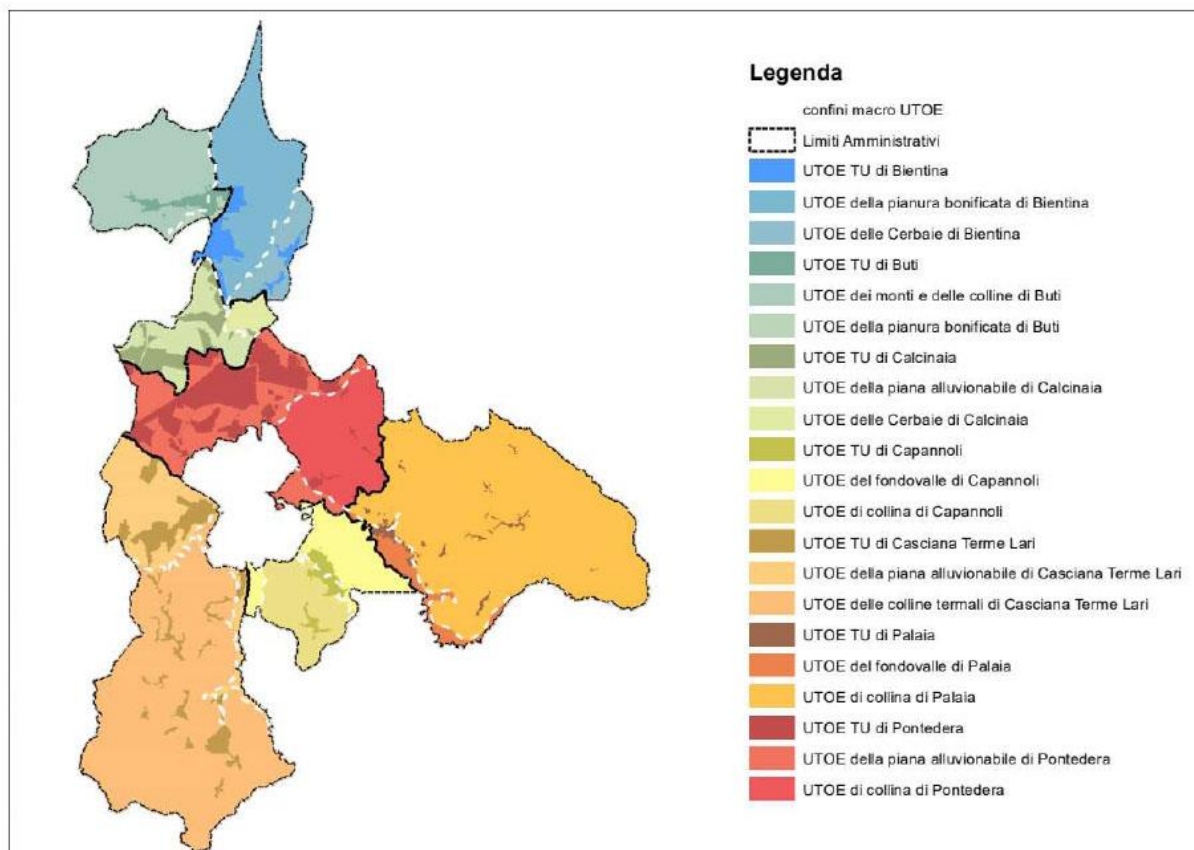 Legenda
confini macro UTOE
Limiti Amministrativi
UTOE TU di Bientina
UTOE della pianura bonificata di Bientina
UTOE delle Cerbaie di Bientina
UTOE TU di Buti
UTOE dei monti e delle colline di Buti
UTOE della pianura bonificata di Buti
UTOE TU di Calcinaia
UTOE della piana alluvionabile di Calcinaia
UTOE delle Cerbaie di Calcinaia
UTOE TU di Capannoli
UTOE del fondovalle di Capannoli
UTOE di collina di Capannoli
UTOE TU di Casciana Terme Lari
UTOE della piana alluvionabile di Casciana Terme Lari
UTOE delle colline termali di Casciana Terme Lari
UTOE TU di Palaia
UTOE del fondovalle di Palaia
UTOE di collina di Palaia
UTOE TU di Pontedera
UTOE della piana alluvionabile di Pontedera
UTOE di collina di Pontedera